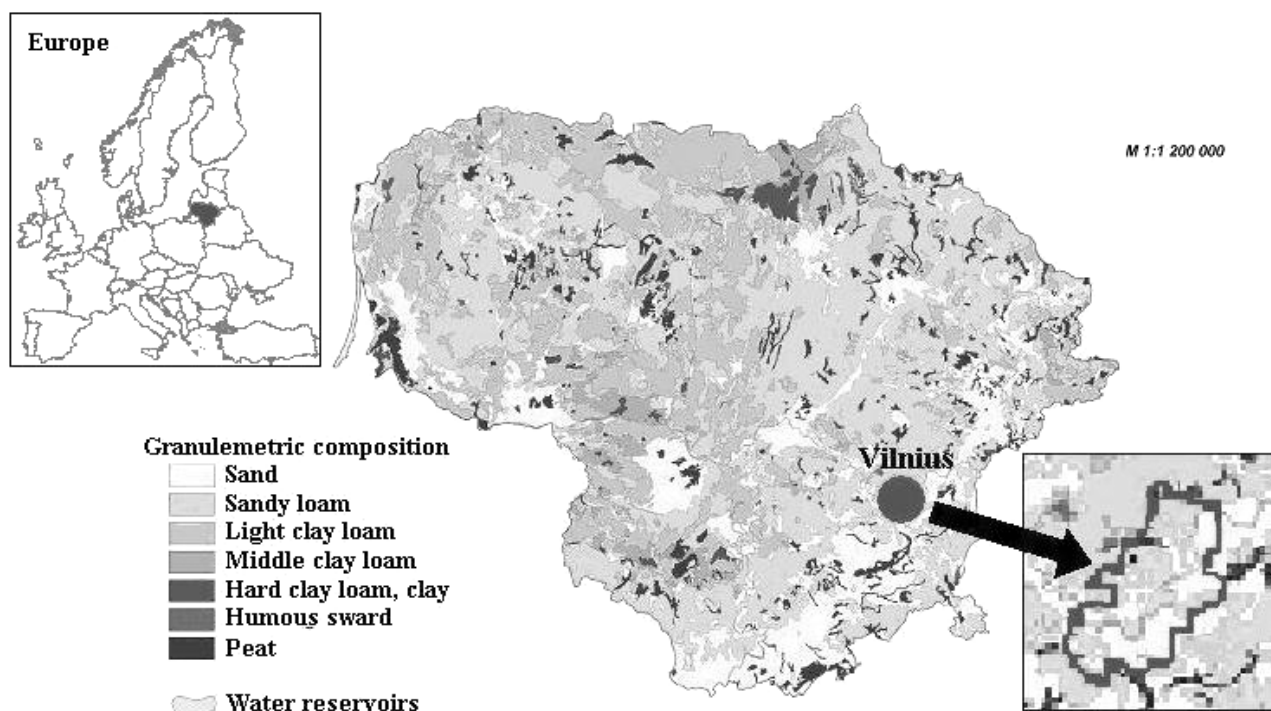 Europe
M 1:1 200 000
Vilnius
Granulemetric composition
Sand
Sandy loam
Light clay loam
Middle clay loam
Hard clay loam, clay
Humous sward
Peat
Water reservoirs